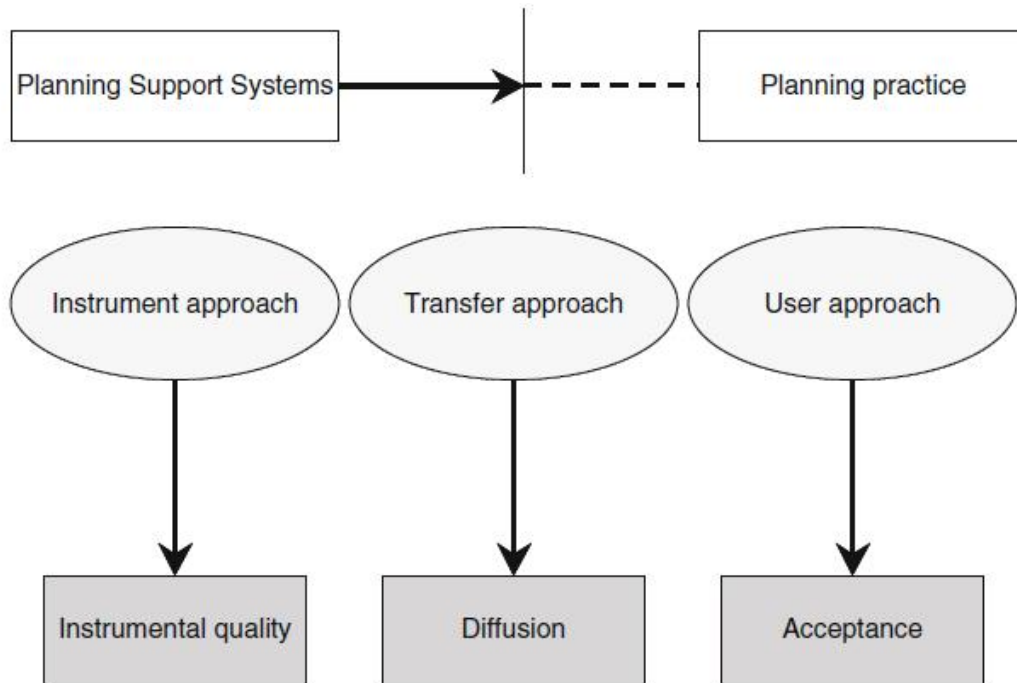 Planning Support Systems
Planning practice
Instrument approach
Transfer approach
User approach
Instrumental quality
Diffusion
Acceptance